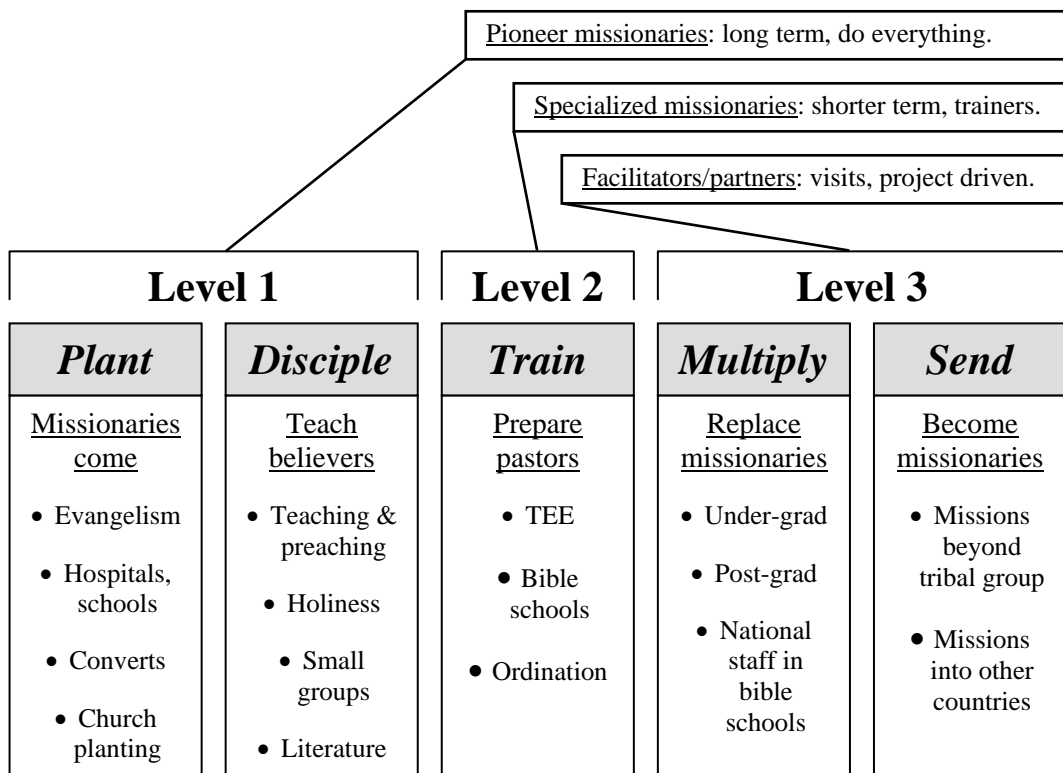 Pioneer missionaries: long term, do everything.
Specialized missionaries: shorter term, trainers.
Facilitators/partners: visits, project driven.
Level 1
Level 2
Level 3
Plant
Missionaries
come
• Evangelism
• Hospitals,
schools
• Converts
• Church
planting
Disciple
Teach
believers
• Teaching &
preaching
• Holiness
• Small
groups
• Literature
Train
Prepare
pastors
• TEE
• Bible
schools
• Ordination
Multiply
Replace
missionaries
• Under-grad
• Post-grad
• National
staff in
bible
schools
Send
Become
missionaries
• Missions
beyond
tribal group
• Missions
into other
countries